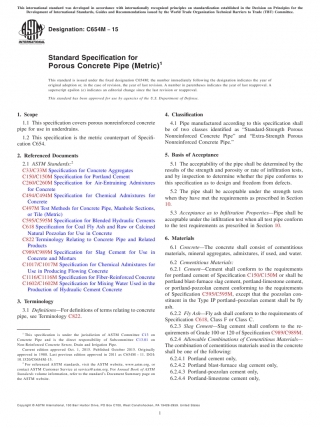 This international standard was developed in accordance with internationally recognized principles on standardization established in the Decision on Principles for the
Development of International Standards, Guides and Recommendations issued by the World Trade Organization Technical Barriers to Trade (TBT) Committee.
Designation: C654M − 15
Standard Specification for
Porous Concrete Pipe (Metric)1
This standard is issued under the fixed designation C654M; the number immediately following the designation indicates the year of
original adoption or, in the case of revision, the year of last revision. A number in parentheses indicates the year of last reapproval. A
superscript epsilon (ε) indicates an editorial change since the last revision or reapproval.
This standard has been approved for use by agencies of the U.S. Department of Defense.
1. Scope
1.1 This specification covers porous nonreinforced concrete
pipe for use in underdrains.
1.2 This specification is the metric counterpart of Specifi-
cation C654.
2. Referenced Documents
2.1 ASTM Standards:2
C33/C33M Specification for Concrete Aggregates
C150/C150M Specification for Portland Cement
C260/C260M Specification for Air-Entraining Admixtures
for Concrete
C494/C494M Specification for Chemical Admixtures for
Concrete
C497M Test Methods for Concrete Pipe, Manhole Sections,
or Tile (Metric)
C595/C595M Specification for Blended Hydraulic Cements
C618 Specification for Coal Fly Ash and Raw or Calcined
Natural Pozzolan for Use in Concrete
C822 Terminology Relating to Concrete Pipe and Related
Products
C989/C989M Specification for Slag Cement for Use in
Concrete and Mortars
C1017/C1017M Specification for Chemical Admixtures for
Use in Producing Flowing Concrete
C1116/C1116M Specification for Fiber-Reinforced Concrete
C1602/C1602M Specification for Mixing Water Used in the
Production of Hydraulic Cement Concrete
3. Terminology
3.1 Definitions—For definitions of terms relating to concrete
pipe, see Terminology C822.
1 This specification is under the jurisdiction of ASTM Committee C13 on
Concrete Pipe and is the direct responsibility of Subcommittee C13.01 on
Non-Reinforced Concrete Sewer, Drain and Irrigation Pipe.
Current edition approved Oct. 1, 2015. Published October 2015. Originally
approved in 1980. Last previous edition approved in 2011 as C654M – 11. DOI:
10.1520/C0654M-15.
2 For referenced ASTM standards, visit the ASTM website, www.astm.org, or
contact ASTM Customer Service at service@astm.org. For Annual Book of ASTM
Standards volume information, refer to the standard's Document Summary page on
the ASTM website.
4. Classification
4.1 Pipe manufactured according to this specification shall
be of two classes identified as “Standard-Strength Porous
Nonreinforced Concrete Pipe” and “Extra-Strength Porous
Nonreinforced Concrete Pipe.”
5. Basis of Acceptance
5.1 The acceptability of the pipe shall be determined by the
results of the strength and porosity or rate of infiltration tests,
and by inspection to determine whether the pipe conforms to
this specification as to design and freedom from defects.
5.2 The pipe shall be acceptable under the strength tests
when they have met the requirements as prescribed in Section
10.
5.3 Acceptance as to Infiltration Properties—Pipe shall be
acceptable under the infiltration test when all test pipe conform
to the test requirements as prescribed in Section 10.
6. Materials
6.1 Concrete—The concrete shall consist of cementitious
materials, mineral aggregates, admixtures, if used, and water.
6.2 Cementitious Materials:
6.2.1 Cement—Cement shall conform to the requirements
for portland cement of Specification C150/C150M or shall be
portland blast-furnace slag cement, portland-limestone cement,
or portland-pozzolan cement conforming to the requirements
of Specification C595/C595M, except that the pozzolan con-
stituent in the Type IP portland-pozzolan cement shall be fly
ash.
6.2.2 Fly Ash—Fly ash shall conform to the requirements of
Specification C618, Class F or Class C.
6.2.3 Slag Cement—Slag cement shall conform to the re-
quirements of Grade 100 or 120 of Specification C989/C989M.
6.2.4 Allowable Combinations of Cementitious Materials—
The combination of cementitious materials used in the concrete
shall be one of the following:
6.2.4.1 Portland cement only,
6.2.4.2 Portland blast-furnace slag cement only,
6.2.4.3 Portland-pozzolan cement only,
6.2.4.4 Portland-limestone cement only,
Copyright © ASTM International, 100 Barr Harbor Drive, PO Box C700, West Conshohocken, PA 19428-2959. United States
1